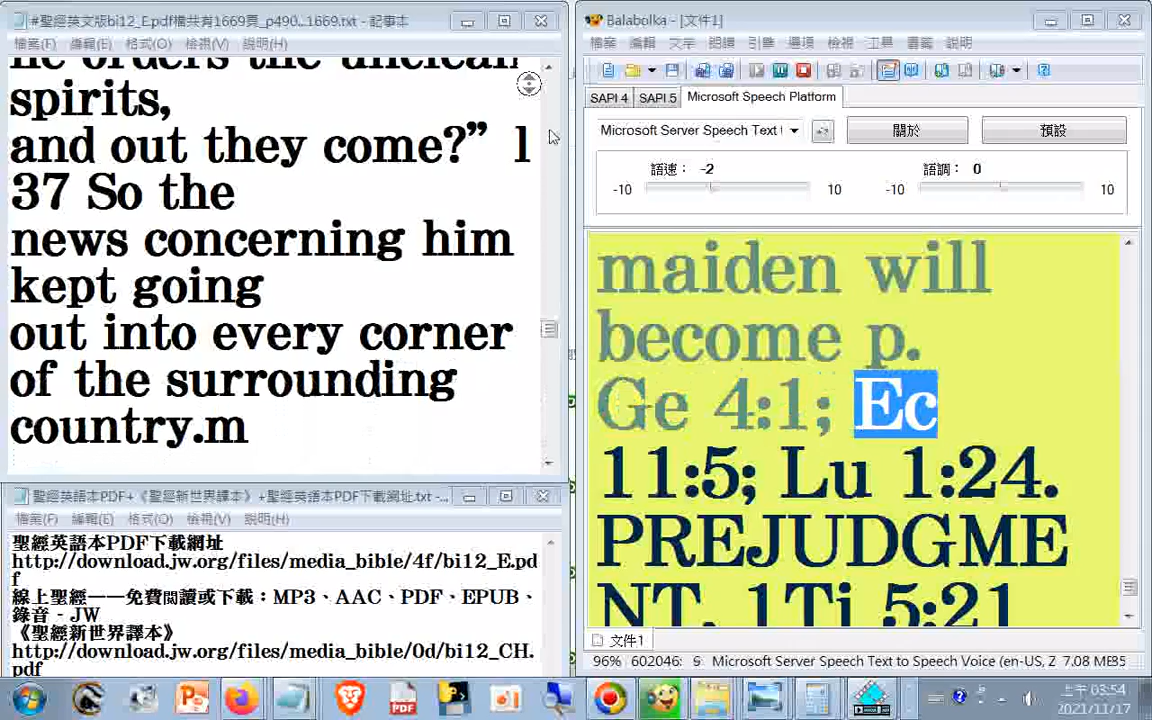 #聖經英文版bi12_E.pdf檔共有1669頁_p490...1669.txt - 記事本
檔案(F) 編輯(E) 格式(O) 檢視(V) 說明(H)
he orders the unclean
spirits,
and out they come?” l
37 So the
news concerning him
kept going
out into every corner
of the surrounding
country.m
聖經英語本PDF+《聖經新世界譯本》+聖經英語本PDF下載網址.txt - ...
檔案(F) 編輯(E) 格式(O) 檢視(V) 說明(H)
聖經英語本PDF下載網址
http://download.jw.org/files/media_bible/4f/bi12_E.pd
f
線上聖經——免費閱讀或下載：MP3、AAC、PDF、EPUB、
錄音 - JW
《聖經新世界譯本》
http://download.jw.org/files/media_bible/0d/bi12_CH.
pdf
Balabolka - [文件1]
檔案 編輯 文字 朗讀 引擎 選項 檢視 工具 書籤 說明
SAPI 4 SAPI 5 Microsoft Speech Platform
Microsoft Server Speech Text t 關於 預設
語速： -2 語調： 0
-10 10 -10 10
maiden will
become p.
Ge 4:1; Ec
11:5; Lu 1:24.
PREJUDGME
NT, 1Ti 5:21
文件1
96% 602046: 9 Microsoft Server Speech Text to Speech Voice (en-US, Z 7.08 MB
上午 03:54
2021/11/17